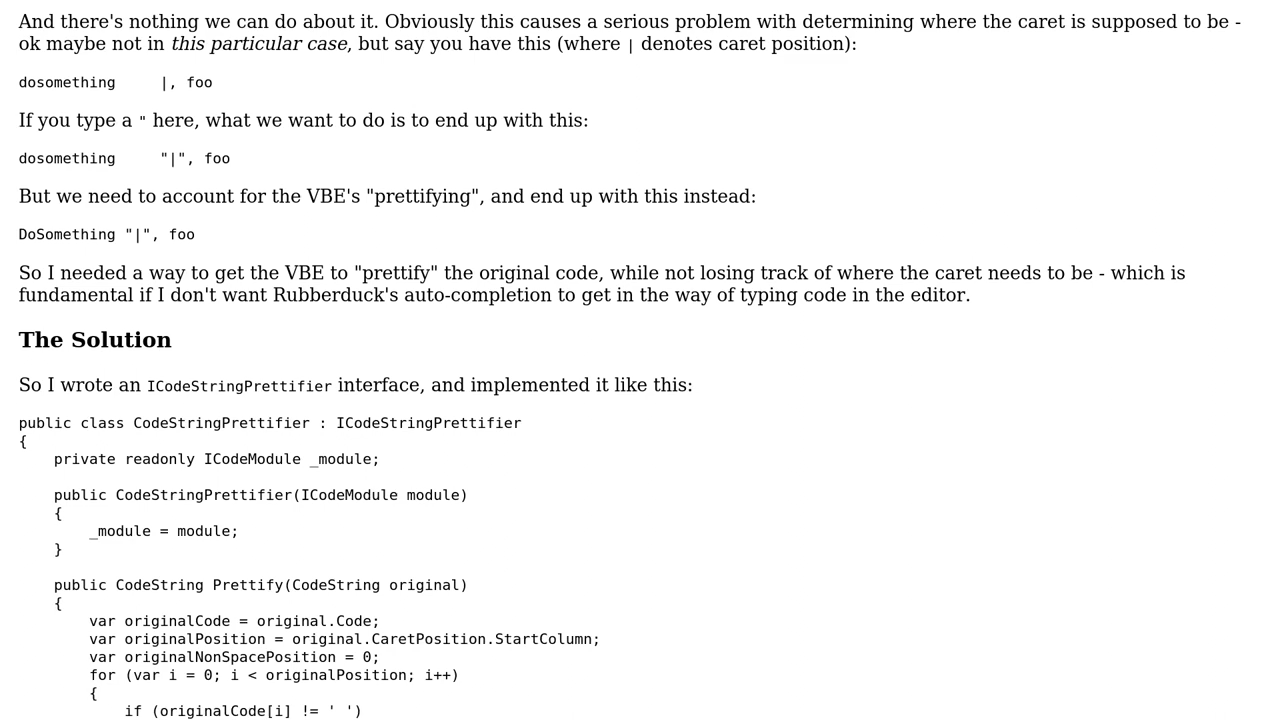 And there's nothing we can do about it. Obviously this causes a serious problem with determining where the caret is supposed to be -
ok maybe not in this particular case, but say you have this (where | denotes caret position):
dosomething     |, foo
If you type a " here, what we want to do is to end up with this:
dosomething     "|", foo
But we need to account for the VBE's "prettifying", and end up with this instead:
DoSomething "|", foo
So I needed a way to get the VBE to "prettify" the original code, while not losing track of where the caret needs to be - which is
fundamental if I don't want Rubberduck's auto-completion to get in the way of typing code in the editor.
The Solution
So I wrote an ICodeStringPrettifier interface, and implemented it like this:
public class CodeStringPrettifier : ICodeStringPrettifier
{
    private readonly ICodeModule _module;
    public CodeStringPrettifier(ICodeModule module)
    {
        _module = module;
    }
    public CodeString Prettify(CodeString original)
    {
        var originalCode = original.Code;
        var originalPosition = original.CaretPosition.StartColumn;
        var originalNonSpacePosition = 0;
        for (var i = 0; i < originalPosition; i++)
        {
            if (originalCode[i] != ' ')